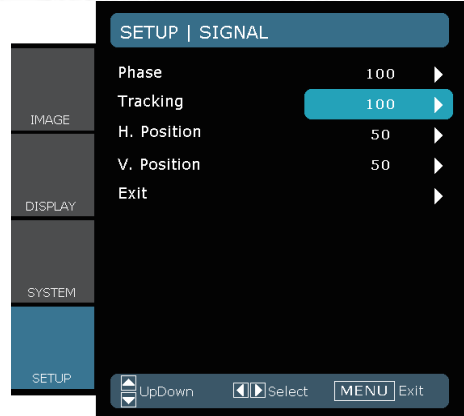 SETUP | SIGNAL
Phase 100
Tracking 100
IMAGE
H. Position 50
V. Position 50
Exit
DISPLAY
SYSTEM
SETUP
UpDown Select MENU Exit